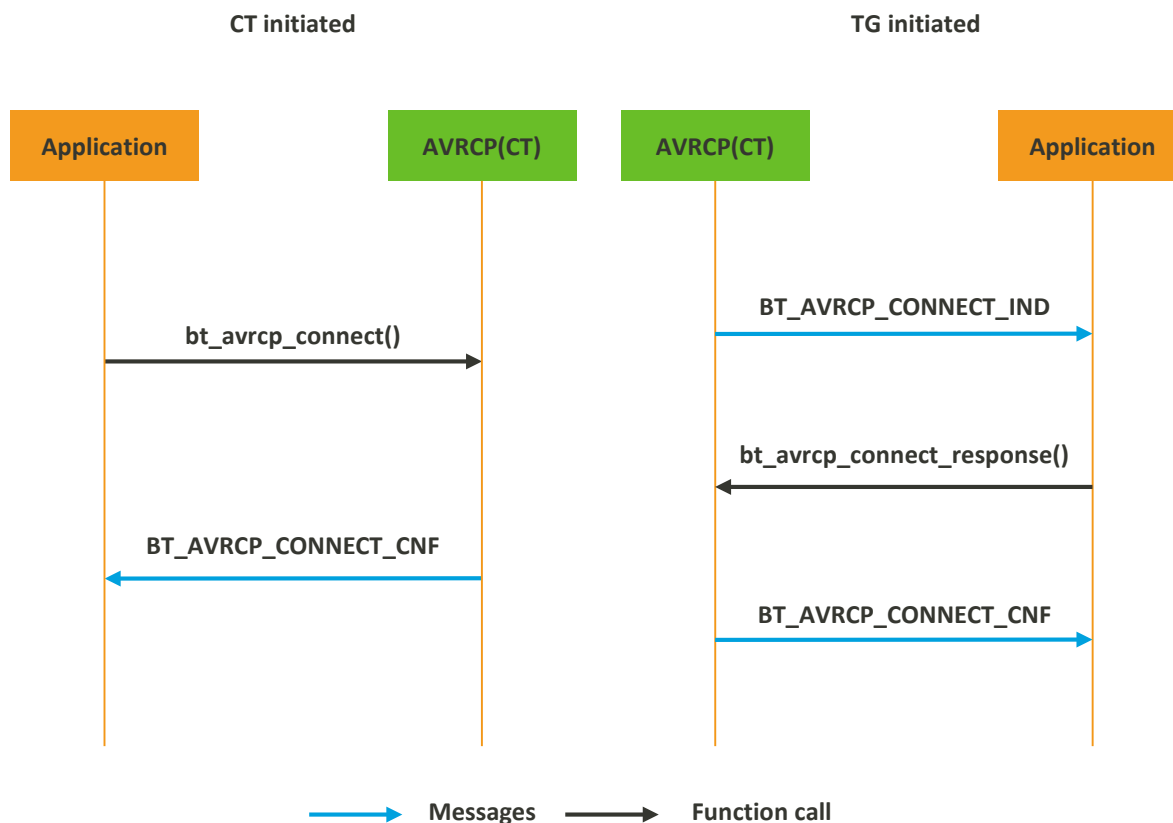 CT initiated
TG initiated
Application
AVRCP(CT)
AVRCP(CT)
Application
BT_AVRCP_CONNECT_IND
bt_avrcp_connect()
bt_avrcp_connect_response()
BT_AVRCP_CONNECT_CNF
BT_AVRCP_CONNECT_CNF
Messages
Function call